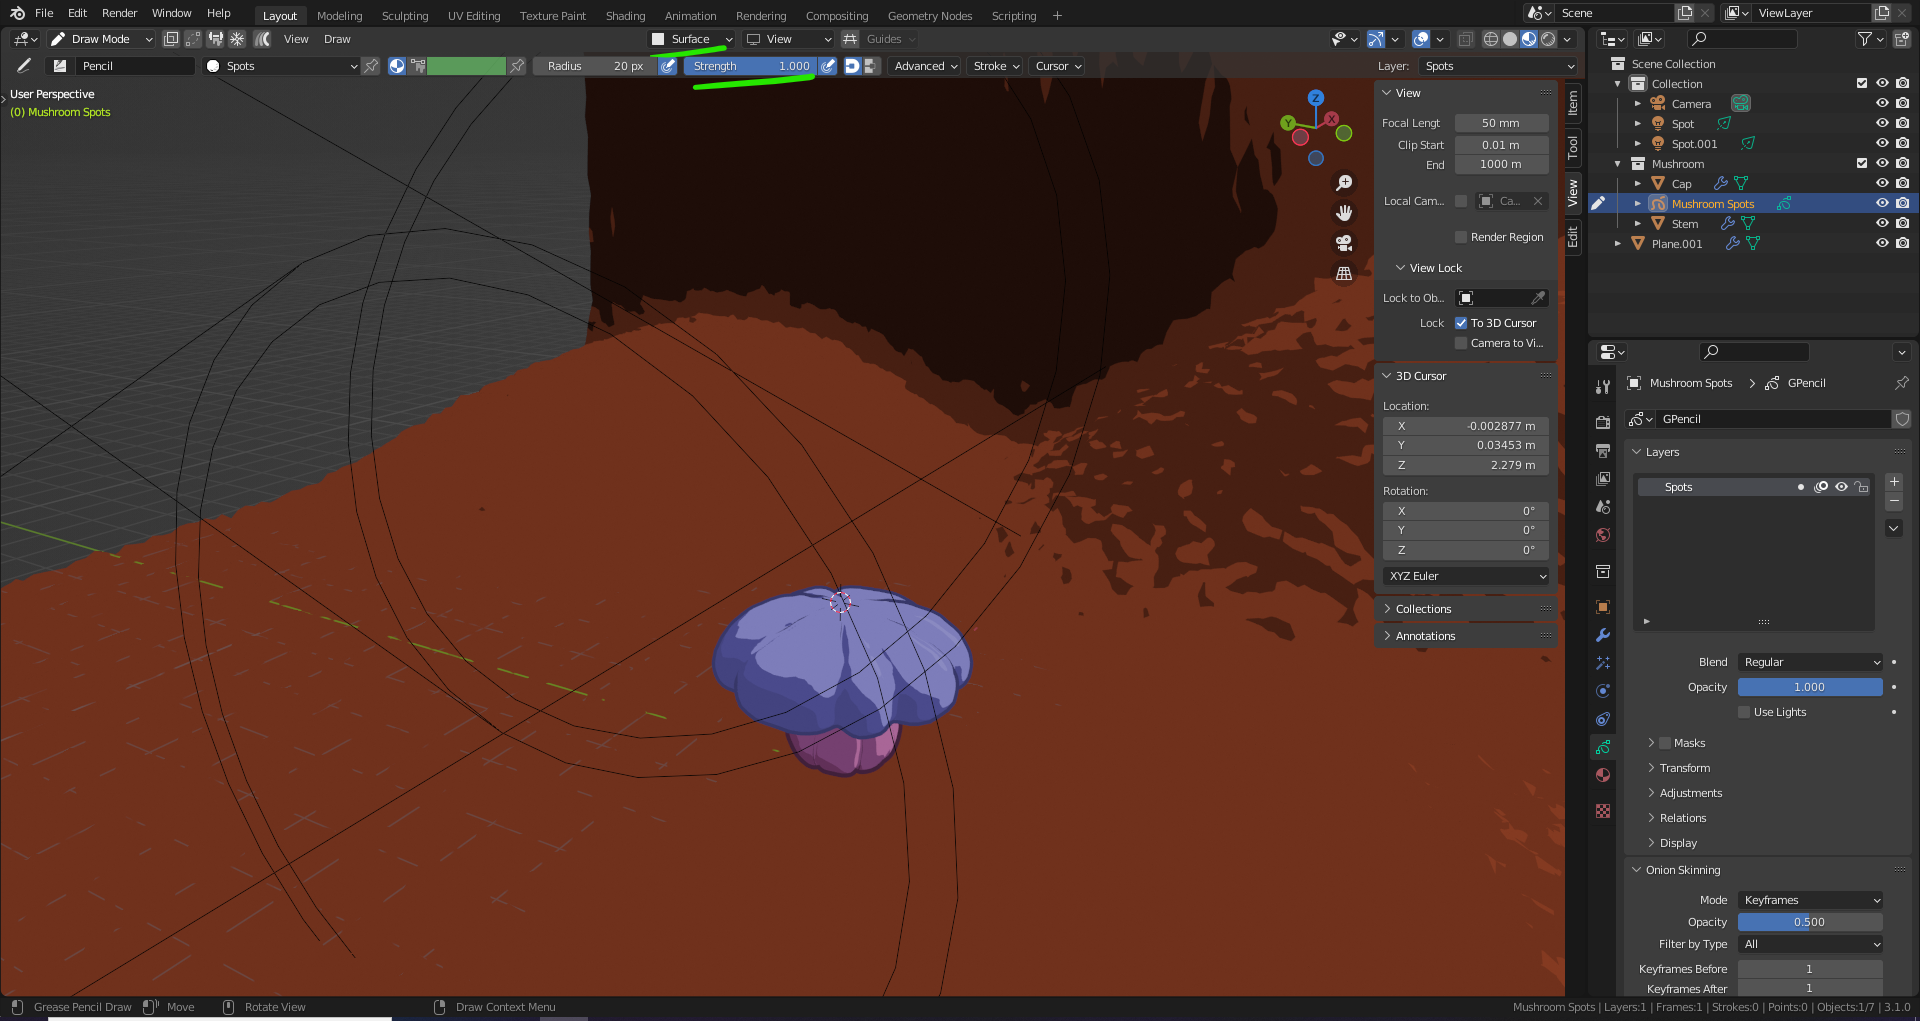 File Edit Render Window Help
Layout Modeling Sculpting UV Editing Texture Paint Shading Animation Rendering Compositing Geometry Nodes Scripting +
Scene ViewLayer
Draw Mode View Draw Surface View Guides
Pencil Spots Radius 20 px Strength 1.000 Advanced Stroke Cursor Layer: Spots
User Perspective
(0) Mushroom Spots
Z
Y X
View
Focal Lengt 50 mm
Clip Start 0.01 m
End 1000 m
Local Cam... Ca...
Render Region
View Lock
Lock to Ob...
Lock To 3D Cursor
Camera to Vi...
3D Cursor
Location:
X -0.002877 m
Y 0.03453 m
Z 2.279 m
Rotation:
X 0°
Y 0°
Z 0°
XYZ Euler
Collections
Annotations
Item
Tool
View
Edit
Scene Collection
Collection
Camera
Spot
Spot.001
Mushroom
Cap
Mushroom Spots
Stem
Plane.001
Mushroom Spots > GPencil
GPencil
Layers
Spots
Blend Regular
Opacity 1.000
Use Lights
Masks
Transform
Adjustments
Relations
Display
Onion Skinning
Mode Keyframes
Opacity 0.500
Filter by Type All
Keyframes Before 1
Keyframes After 1
Grease Pencil Draw Move Rotate View Draw Context Menu
Mushroom Spots | Layers:1 | Frames:1 | Strokes:0 | Points:0 | Objects:1/7 | 3.1.0